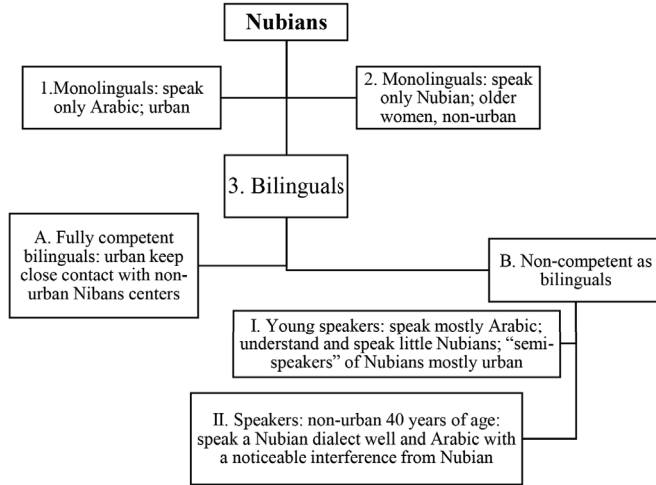 Nubians
1.Monolinguals: speak
only Arabic; urban
2. Monolinguals: speak
only Nubian; older
women, non-urban
3. Bilinguals
A. Fully competent
bilinguals: urban keep
close contact with non-
urban Nibans centers
B. Non-competent as
bilinguals
I. Young speakers: speak mostly Arabic;
understand and speak little Nubians; “semi-
speakers” of Nubians mostly urban
II. Speakers: non-urban 40 years of age:
speak a Nubian dialect well and Arabic with
a noticeable interference from Nubian